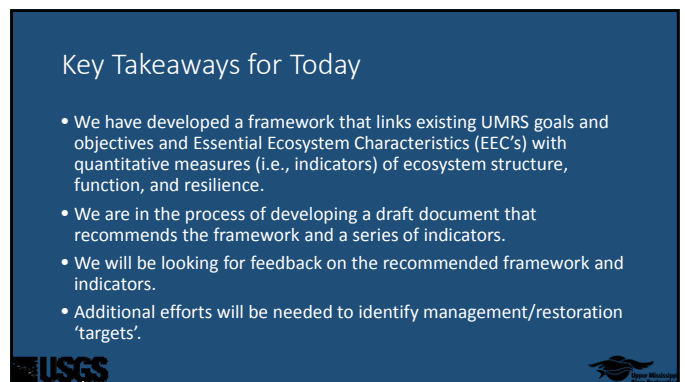 Key Takeaways for Today
• We have developed a framework that links existing UMRS goals and
objectives and Essential Ecosystem Characteristics (EEC's) with
quantitative measures (i.e., indicators) of ecosystem structure,
function, and resilience.
• We are in the process of developing a draft document that
recommends the framework and a series of indicators.
• We will be looking for feedback on the recommended framework and
indicators.
• Additional efforts will be needed to identify management/restoration
'targets'.
USGS
Upper Mississippi